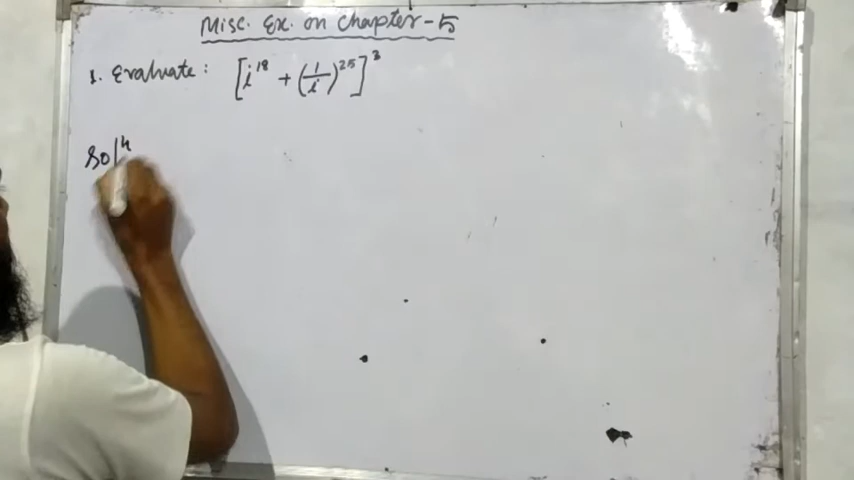 Misc. Ex. on Chapter-5
1. Evaluate: [i^18 + (1/i)^25]^3
Sol^n